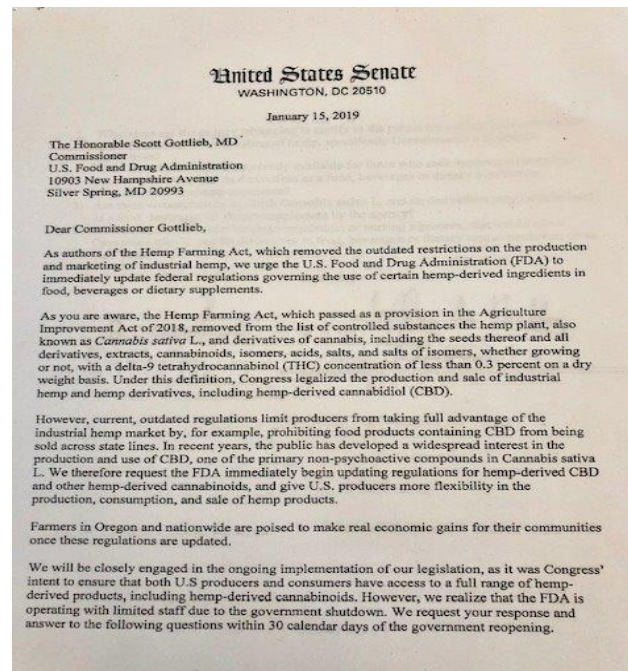 United States Senate
WASHINGTON, DC 20510
January 15, 2019
The Honorable Scott Gottlieb, MD
Commissioner
U.S. Food and Drug Administration
10903 New Hampshire Avenue
Silver Spring, MD 20993
Dear Commissioner Gottlieb,
As authors of the Hemp Farming Act, which removed the outdated restrictions on the production
and marketing of industrial hemp, we urge the U.S. Food and Drug Administration (FDA) to
immediately update federal regulations governing the use of certain hemp-derived ingredients in
food, beverages or dietary supplements.
As you are aware, the Hemp Farming Act, which passed as a provision in the Agriculture
Improvement Act of 2018, removed from the list of controlled substances the hemp plant, also
known as Cannabis sativa L., and derivatives of cannabis, including the seeds thereof and all
derivatives, extracts, cannabinoids, isomers, acids, salts, and salts of isomers, whether growing
or not, with a delta-9 tetrahydrocannabinol (THC) concentration of less than 0.3 percent on a dry
weight basis. Under this definition, Congress legalized the production and sale of industrial
hemp and hemp derivatives, including hemp-derived cannabidiol (CBD).
However, current, outdated regulations limit producers from taking full advantage of the
industrial hemp market by, for example, prohibiting food products containing CBD from being
sold across state lines. In recent years, the public has developed a widespread interest in the
production and use of CBD, one of the primary non-psychoactive compounds in Cannabis sativa
L. We therefore request the FDA immediately begin updating regulations for hemp-derived CBD
and other hemp-derived cannabinoids, and give U.S. producers more flexibility in the
production, consumption, and sale of hemp products.
Farmers in Oregon and nationwide are poised to make real economic gains for their communities
once these regulations are updated.
We will be closely engaged in the ongoing implementation of our legislation, as it was Congress'
intent to ensure that both U.S producers and consumers have access to a full range of hemp-
derived products, including hemp-derived cannabinoids. However, we realize that the FDA is
operating with limited staff due to the government shutdown. We request your response and
answer to the following questions within 30 calendar days of the government reopening.